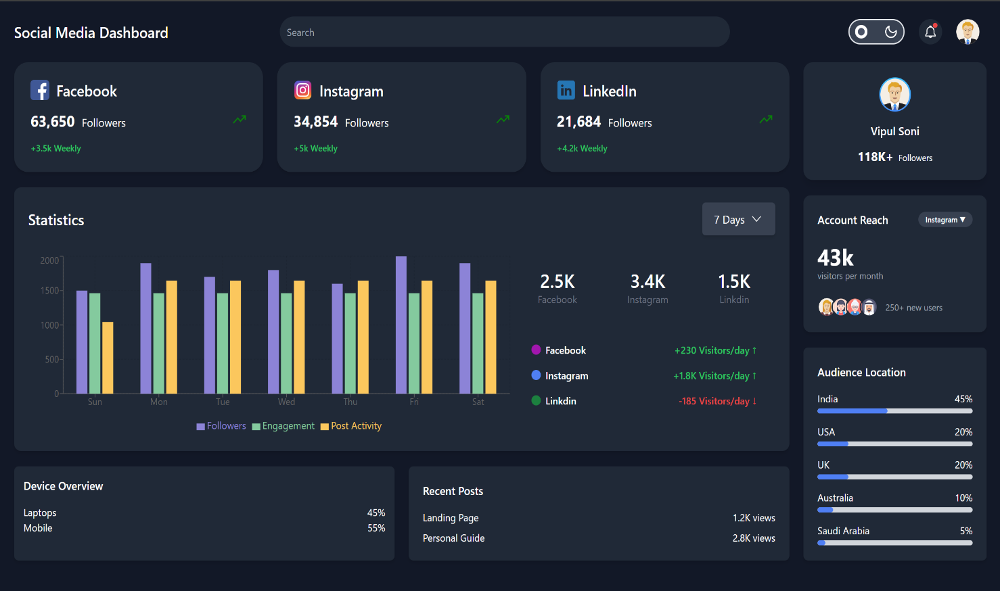 Social Media Dashboard
Search
Facebook
63,650 Followers
+3.5k Weekly
Instagram
34,854 Followers
+5k Weekly
LinkedIn
21,684 Followers
+4.2k Weekly
Vipul Soni
118K+ Followers
Statistics
7 Days
2000
1500
1000
500
0
Sun Mon Tue Wed Thu Fri Sat
Followers Engagement Post Activity
2.5K 3.4K 1.5K
Facebook Instagram Linkdin
Facebook +230 Visitors/day ↑
Instagram +1.8K Visitors/day ↑
Linkdin -185 Visitors/day ↓
Account Reach Instagram ▼
43k
visitors per month
250+ new users
Audience Location
India 45%
USA 20%
UK 20%
Australia 10%
Saudi Arabia 5%
Device Overview
Laptops 45%
Mobile 55%
Recent Posts
Landing Page 1.2K views
Personal Guide 2.8K views